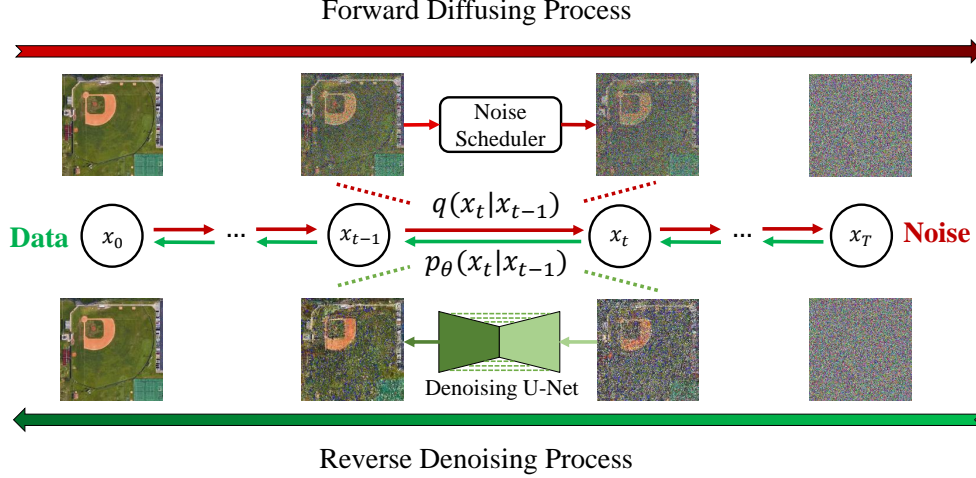 Forward Diffusing Process
Noise
Scheduler
q(x_t|x_{t-1})
Data x_0 ... x_{t-1} x_t ... x_T Noise
p_θ(x_t|x_{t-1})
Denoising U-Net
Reverse Denoising Process